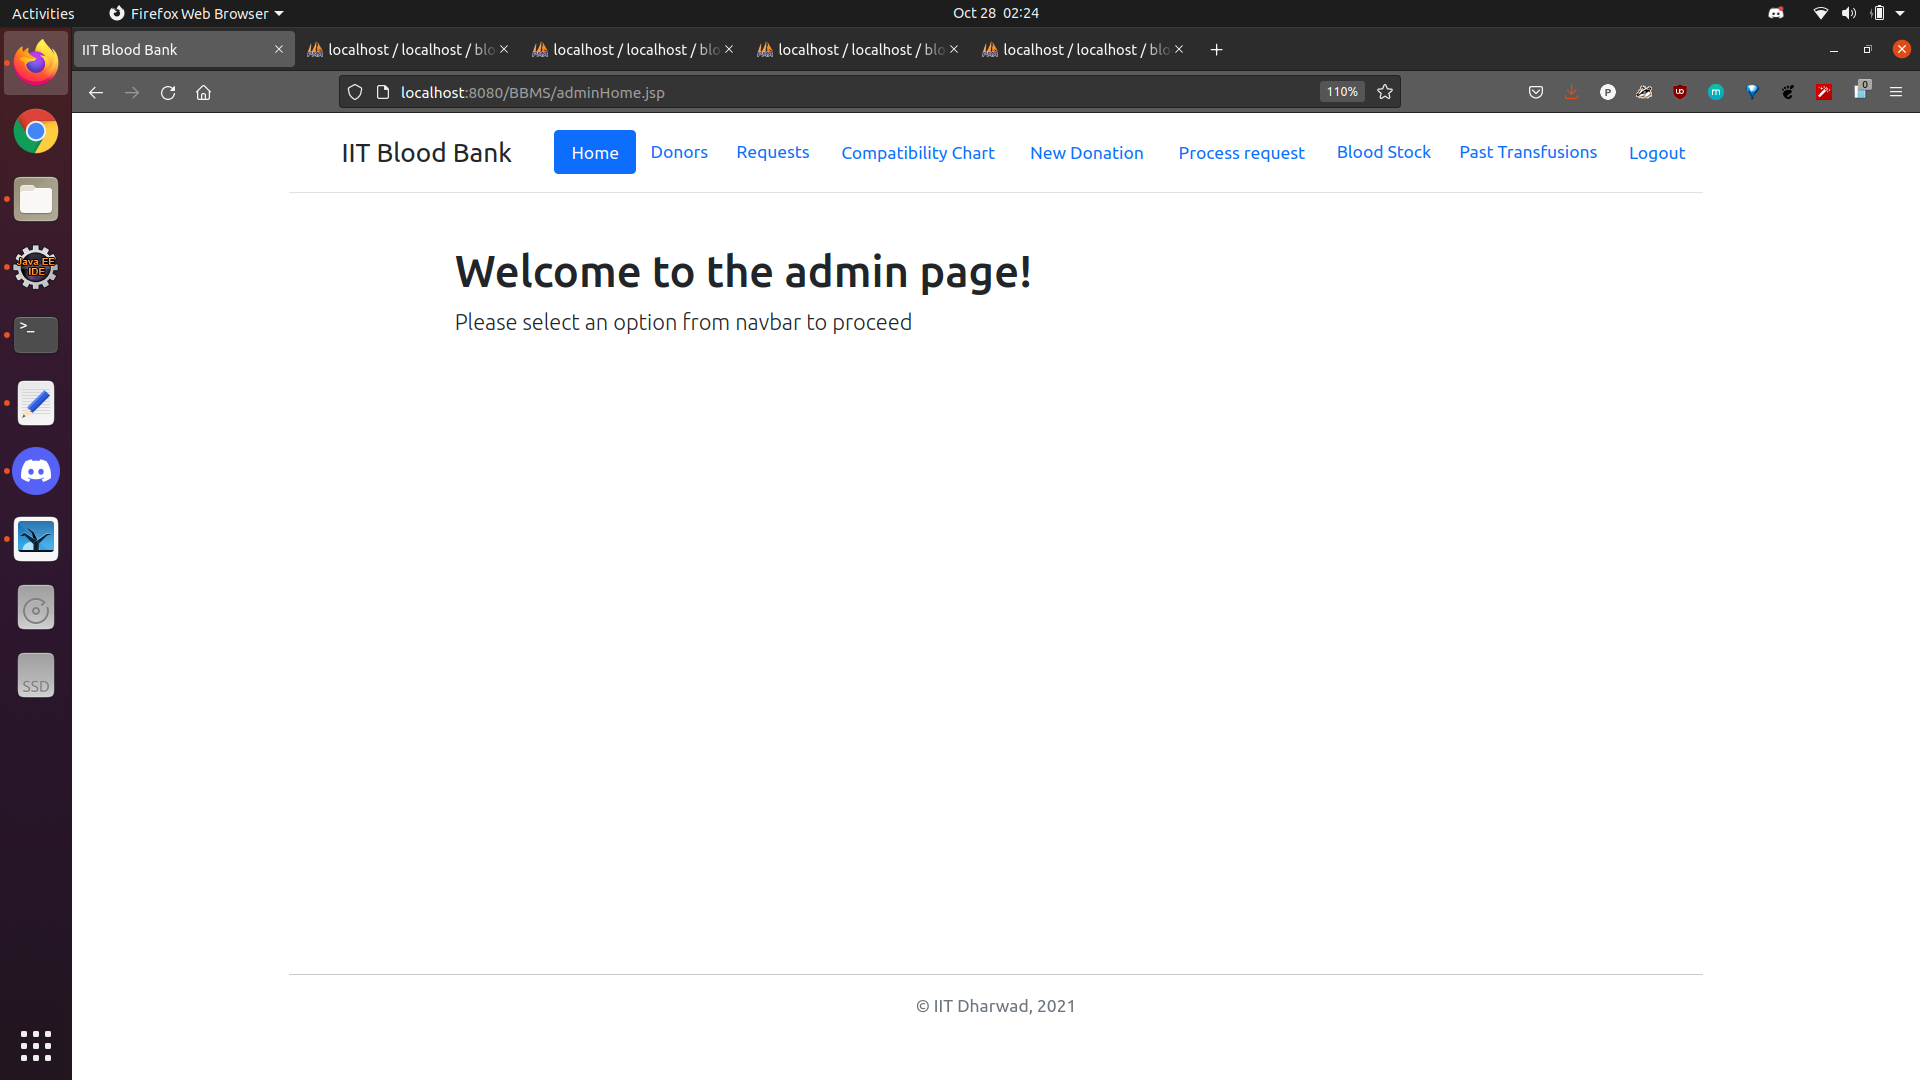 Activities Firefox Web Browser Oct 28 02:24
IIT Blood Bank localhost / localhost / blo localhost / localhost / blo localhost / localhost / blo localhost / localhost / blo
localhost:8080/BBMS/adminHome.jsp 110% 0
IIT Blood Bank Home Donors Requests Compatibility Chart New Donation Process request Blood Stock Past Transfusions Logout
Welcome to the admin page!
Please select an option from navbar to proceed
Java EE
IDE
>_
SSD
© IIT Dharwad, 2021